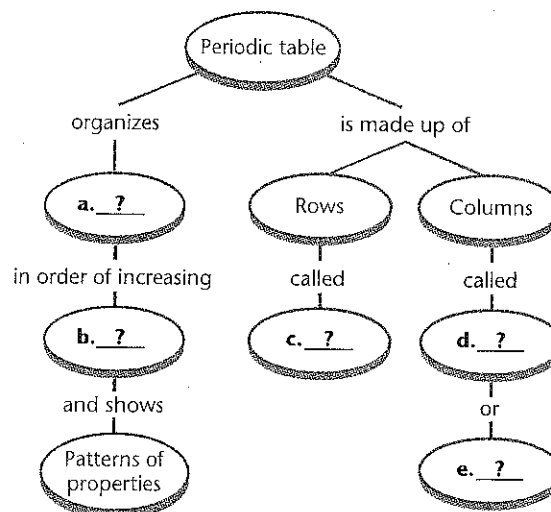 Periodic table
organizes
is made up of
a. ?
Rows
Columns
in order of increasing
called
called
b. ?
c. ?
d. ?
and shows
or
Patterns of
properties
e. ?